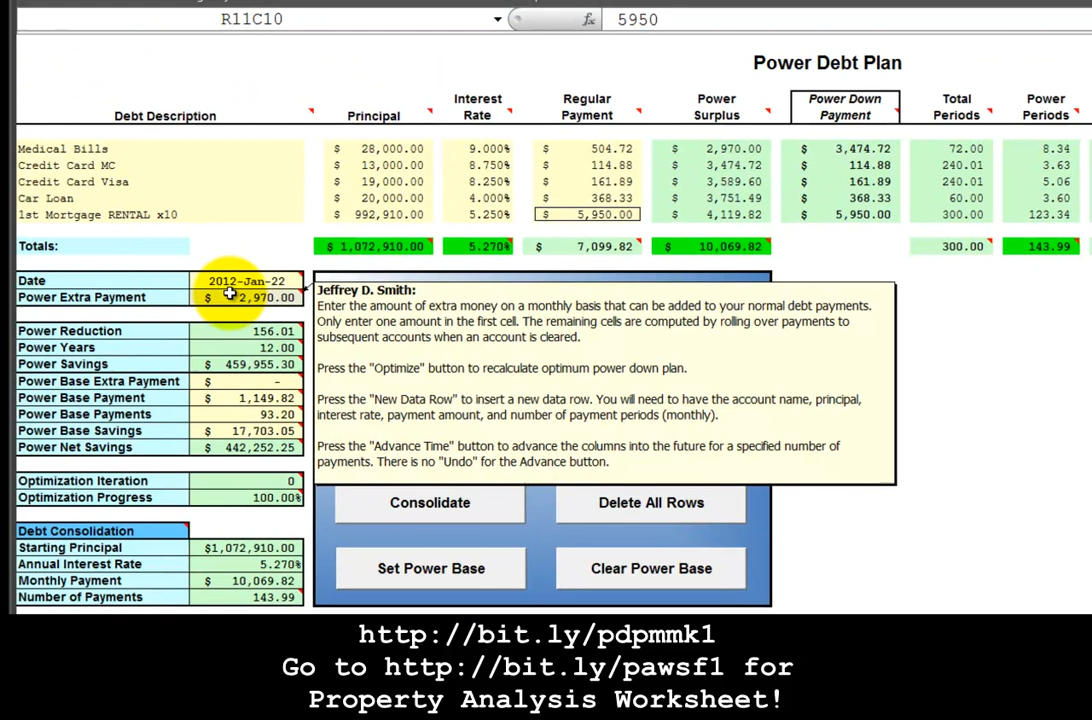 R11C10 fx 5950
Power Debt Plan
Debt Description Principal Interest Rate Regular Payment Power Surplus Power Down Payment Total Periods Power Periods
Medical Bills $ 28,000.00 9.000% $ 504.72 $ 2,970.00 $ 3,474.72 72.00 8.34
Credit Card MC $ 13,000.00 8.750% $ 114.88 $ 3,474.72 $ 114.88 240.01 3.63
Credit Card Visa $ 19,000.00 8.250% $ 161.89 $ 3,589.60 $ 161.89 240.01 5.06
Car Loan $ 20,000.00 4.000% $ 368.33 $ 3,751.49 $ 368.33 60.00 3.60
1st Mortgage RENTAL x10 $ 992,910.00 5.250% $ 5,950.00 $ 4,119.82 $ 5,950.00 300.00 123.34
Totals: $ 1,072,910.00 5.270% $ 7,099.82 $ 10,069.82 300.00 143.99
Date 2012-Jan-22
Power Extra Payment $ 2,970.00
Power Reduction 156.01
Power Years 12.00
Power Savings $ 459,955.30
Power Base Extra Payment $ -
Power Base Payment $ 1,149.82
Power Base Payments 93.20
Power Base Savings $ 17,703.05
Power Net Savings $ 442,252.25
Optimization Iteration 0
Optimization Progress 100.00%
Debt Consolidation
Starting Principal $1,072,910.00
Annual Interest Rate 5.270%
Monthly Payment $ 10,069.82
Number of Payments 143.99
Jeffrey D. Smith:
Enter the amount of extra money on a monthly basis that can be added to your normal debt payments.
Only enter one amount in the first cell. The remaining cells are computed by rolling over payments to
subsequent accounts when an account is cleared.
Press the "Optimize" button to recalculate optimum power down plan.
Press the "New Data Row" to insert a new data row. You will need to have the account name, principal,
interest rate, payment amount, and number of payment periods (monthly).
Press the "Advance Time" button to advance the columns into the future for a specified number of
payments. There is no "Undo" for the Advance button.
Consolidate Delete All Rows
Set Power Base Clear Power Base
http://bit.ly/pdpmmk1
Go to http://bit.ly/pawsf1 for
Property Analysis Worksheet!